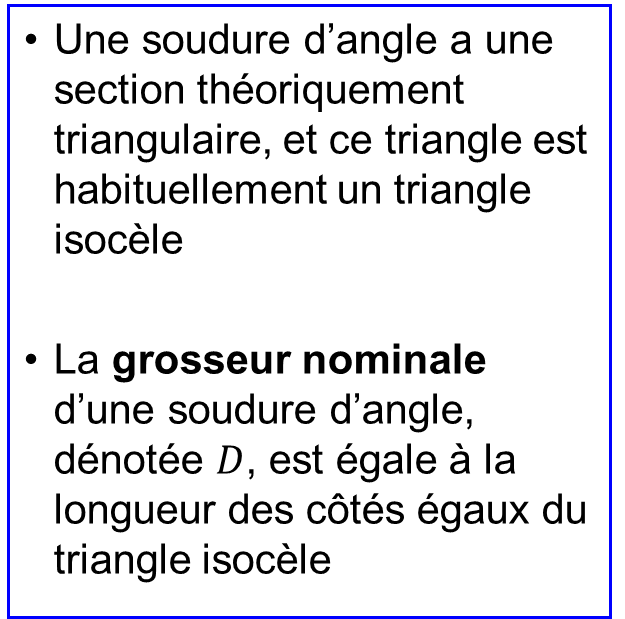 • Une soudure d’angle a une
section théoriquement
triangulaire, et ce triangle est
habituellement un triangle
isocèle
• La grosseur nominale
d’une soudure d’angle,
dénotée D, est égale à la
longueur des côtés égaux du
triangle isocèle